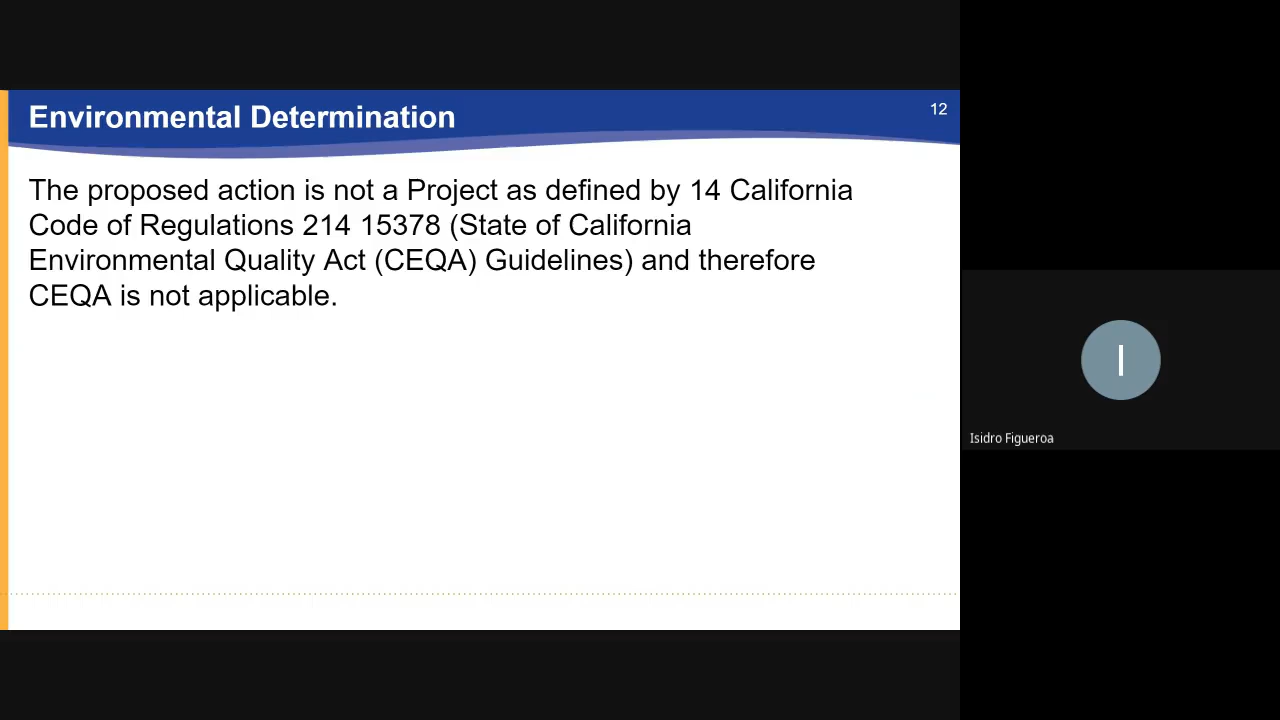 Environmental Determination
12
The proposed action is not a Project as defined by 14 California
Code of Regulations 214 15378 (State of California
Environmental Quality Act (CEQA) Guidelines) and therefore
CEQA is not applicable.
I
Isidro Figueroa